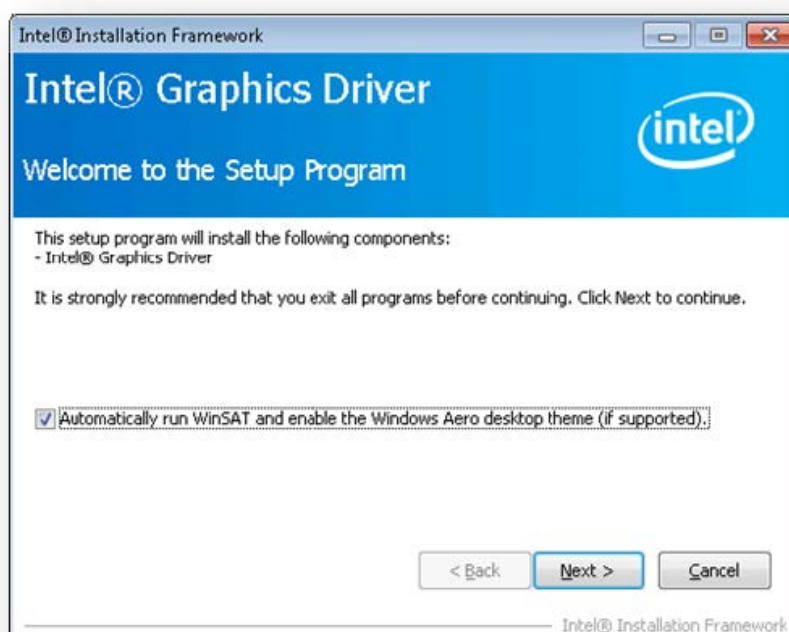 Intel® Installation Framework
Intel® Graphics Driver
intel
Welcome to the Setup Program
This setup program will install the following components:
- Intel® Graphics Driver
It is strongly recommended that you exit all programs before continuing. Click Next to continue.
Automatically run WinSAT and enable the Windows Aero desktop theme (if supported).
< Back
Next >
Cancel
Intel® Installation Framework